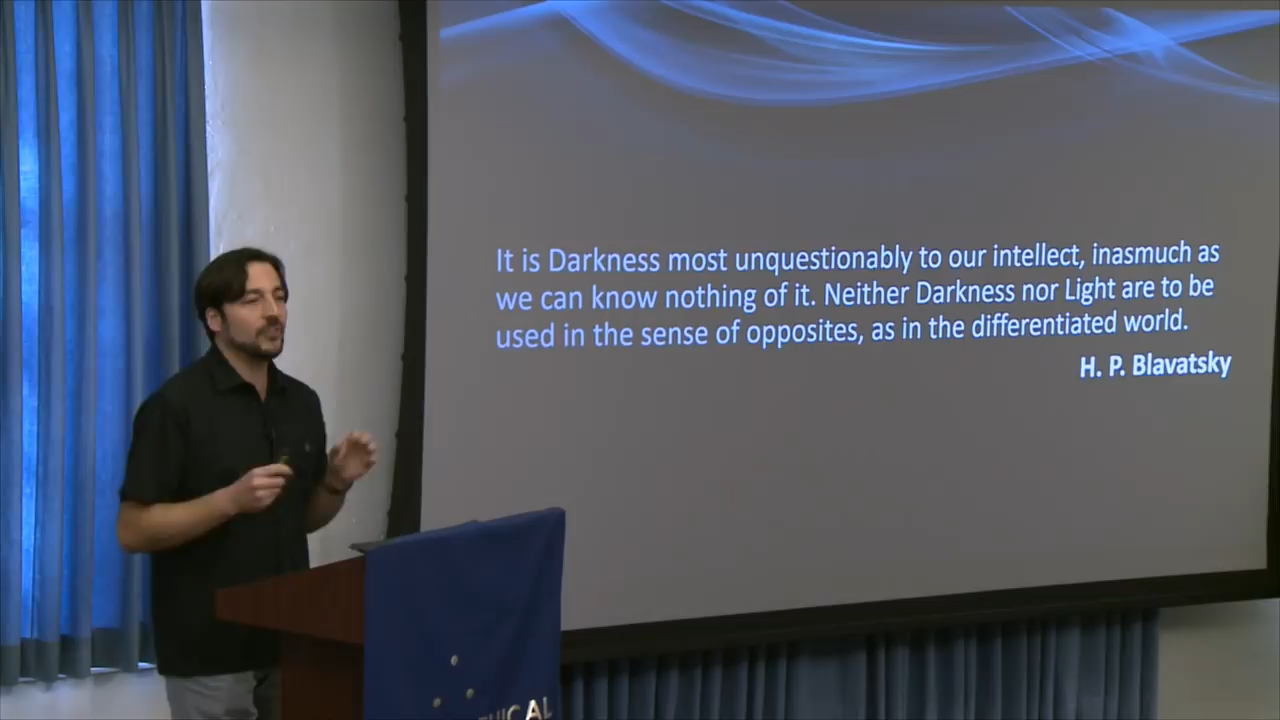 It is Darkness most unquestionably to our intellect, inasmuch as
we can know nothing of it. Neither Darkness nor Light are to be
used in the sense of opposites, as in the differentiated world.
H. P. Blavatsky